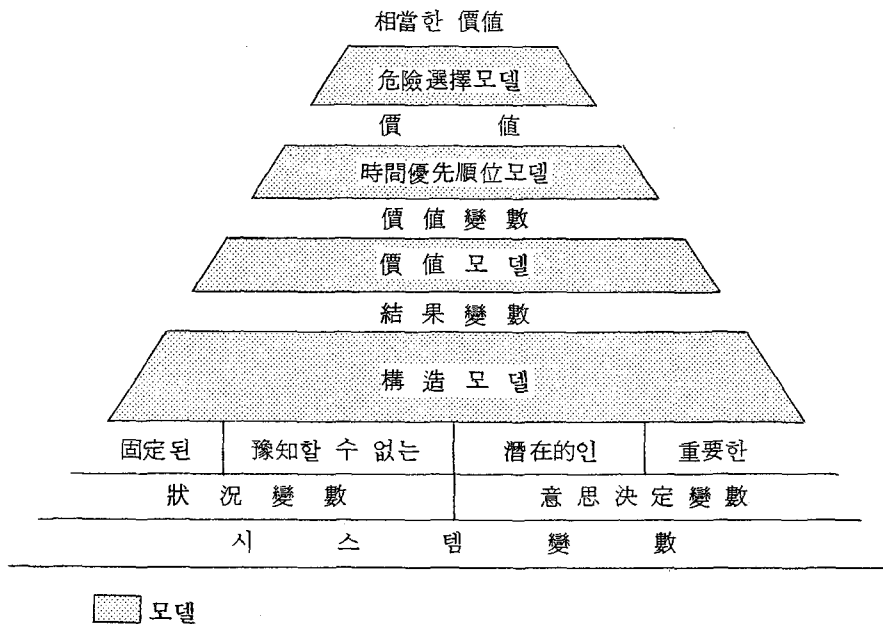 相當한 價値
危險選擇모델
價 値
時間優先順位모델
價 値 變 數
價 値 모 델
結 果 變 數
構 造 모 델
固定된 豫知할 수 없는 潛在的인 重要한
狀 況 變 數 意 思 決 定 變 數
시 스 템 變 數
모델